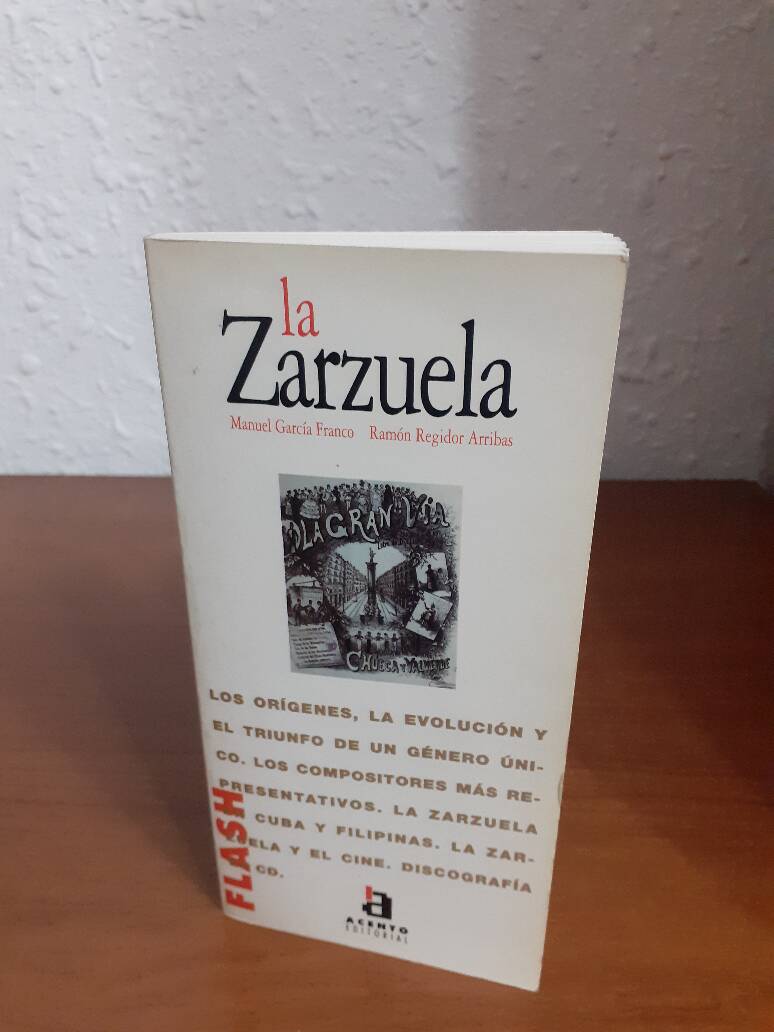 la
Zarzuela
Manuel García Franco Ramón Regidor Arribas
LA GRAN VIA
CHUECA Y VALVERDE
LOS ORÍGENES, LA EVOLUCIÓN Y
EL TRIUNFO DE UN GÉNERO ÚNI-
CO. LOS COMPOSITORES MÁS RE-
PRESENTATIVOS. LA ZARZUELA
CUBA Y FILIPINAS. LA ZAR-
ELA Y EL CINE. DISCOGRAFÍA
CD.
FLASH
a
ACENTO
EDITORIAL